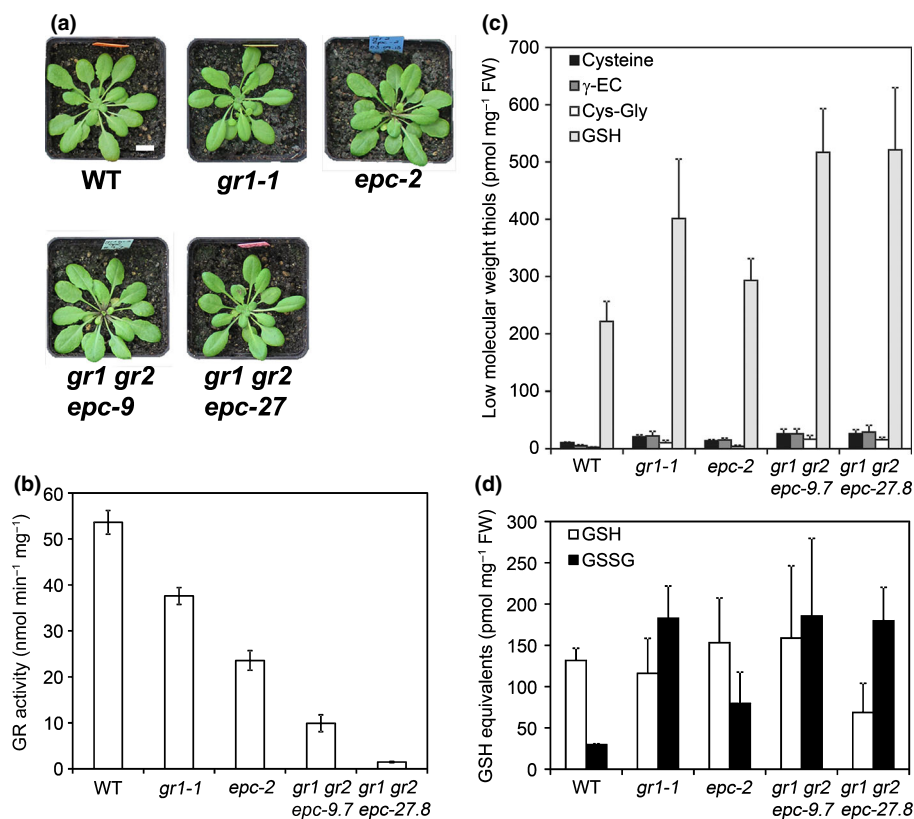 (a)
WT
gr1-1
epc-2
gr1 gr2
epc-9
gr1 gr2
epc-27
(b)
GR activity (nmol min⁻¹ mg⁻¹)
60
50
40
30
20
10
0
WT
gr1-1
epc-2
gr1 gr2
epc-9.7
gr1 gr2
epc-27.8
(c)
Low molecular weight thiols (pmol mg⁻¹ FW)
700
600
500
400
300
200
100
0
Cysteine
γ-EC
Cys-Gly
GSH
WT
gr1-1
epc-2
gr1 gr2
epc-9.7
gr1 gr2
epc-27.8
(d)
GSH equivalents (pmol mg⁻¹ FW)
300
250
200
150
100
50
0
GSH
GSSG
WT
gr1-1
epc-2
gr1 gr2
epc-9.7
gr1 gr2
epc-27.8